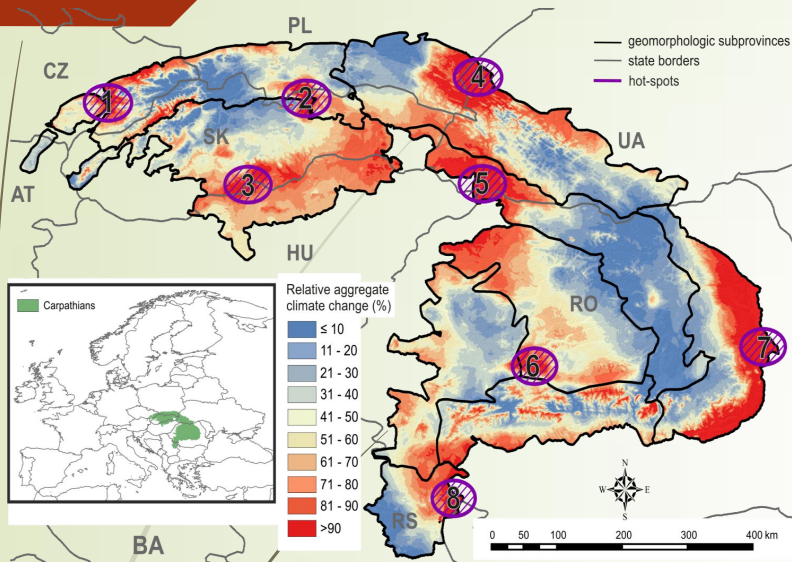 PL
CZ
geomorphologic subprovinces
state borders
hot-spots
1
2
4
SK
UA
AT
3
5
HU
Carpathians
Relative aggregate
climate change (%)
≤ 10
11 - 20
21 - 30
31 - 40
41 - 50
51 - 60
61 - 70
71 - 80
81 - 90
>90
RO
7
6
8
RS
N
W E
S
BA
0 50 100 200 300 400 km